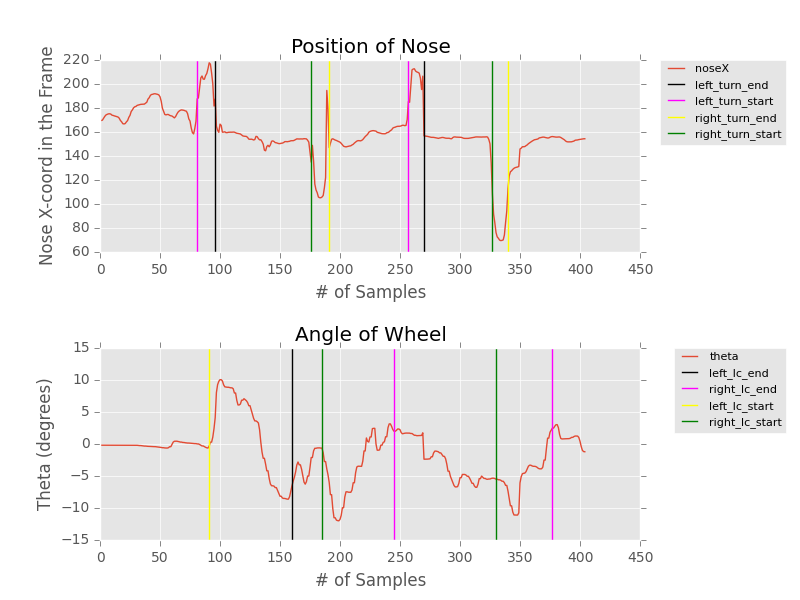 Position of Nose
Nose X-coord in the Frame
220
200
180
160
140
120
100
80
60
0 50 100 150 200 250 300 350 400 450
# of Samples
noseX
left_turn_end
left_turn_start
right_turn_end
right_turn_start
Angle of Wheel
Theta (degrees)
15
10
5
0
−5
−10
−15
0 50 100 150 200 250 300 350 400 450
# of Samples
theta
left_lc_end
right_lc_end
left_lc_start
right_lc_start